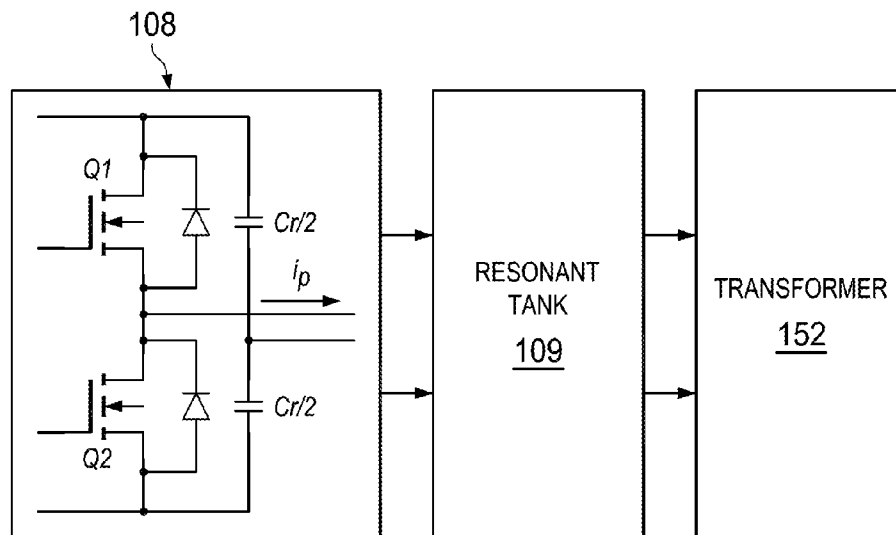 108
Q1
Cr/2
ip
Cr/2
Q2
RESONANT
TANK
109
TRANSFORMER
152